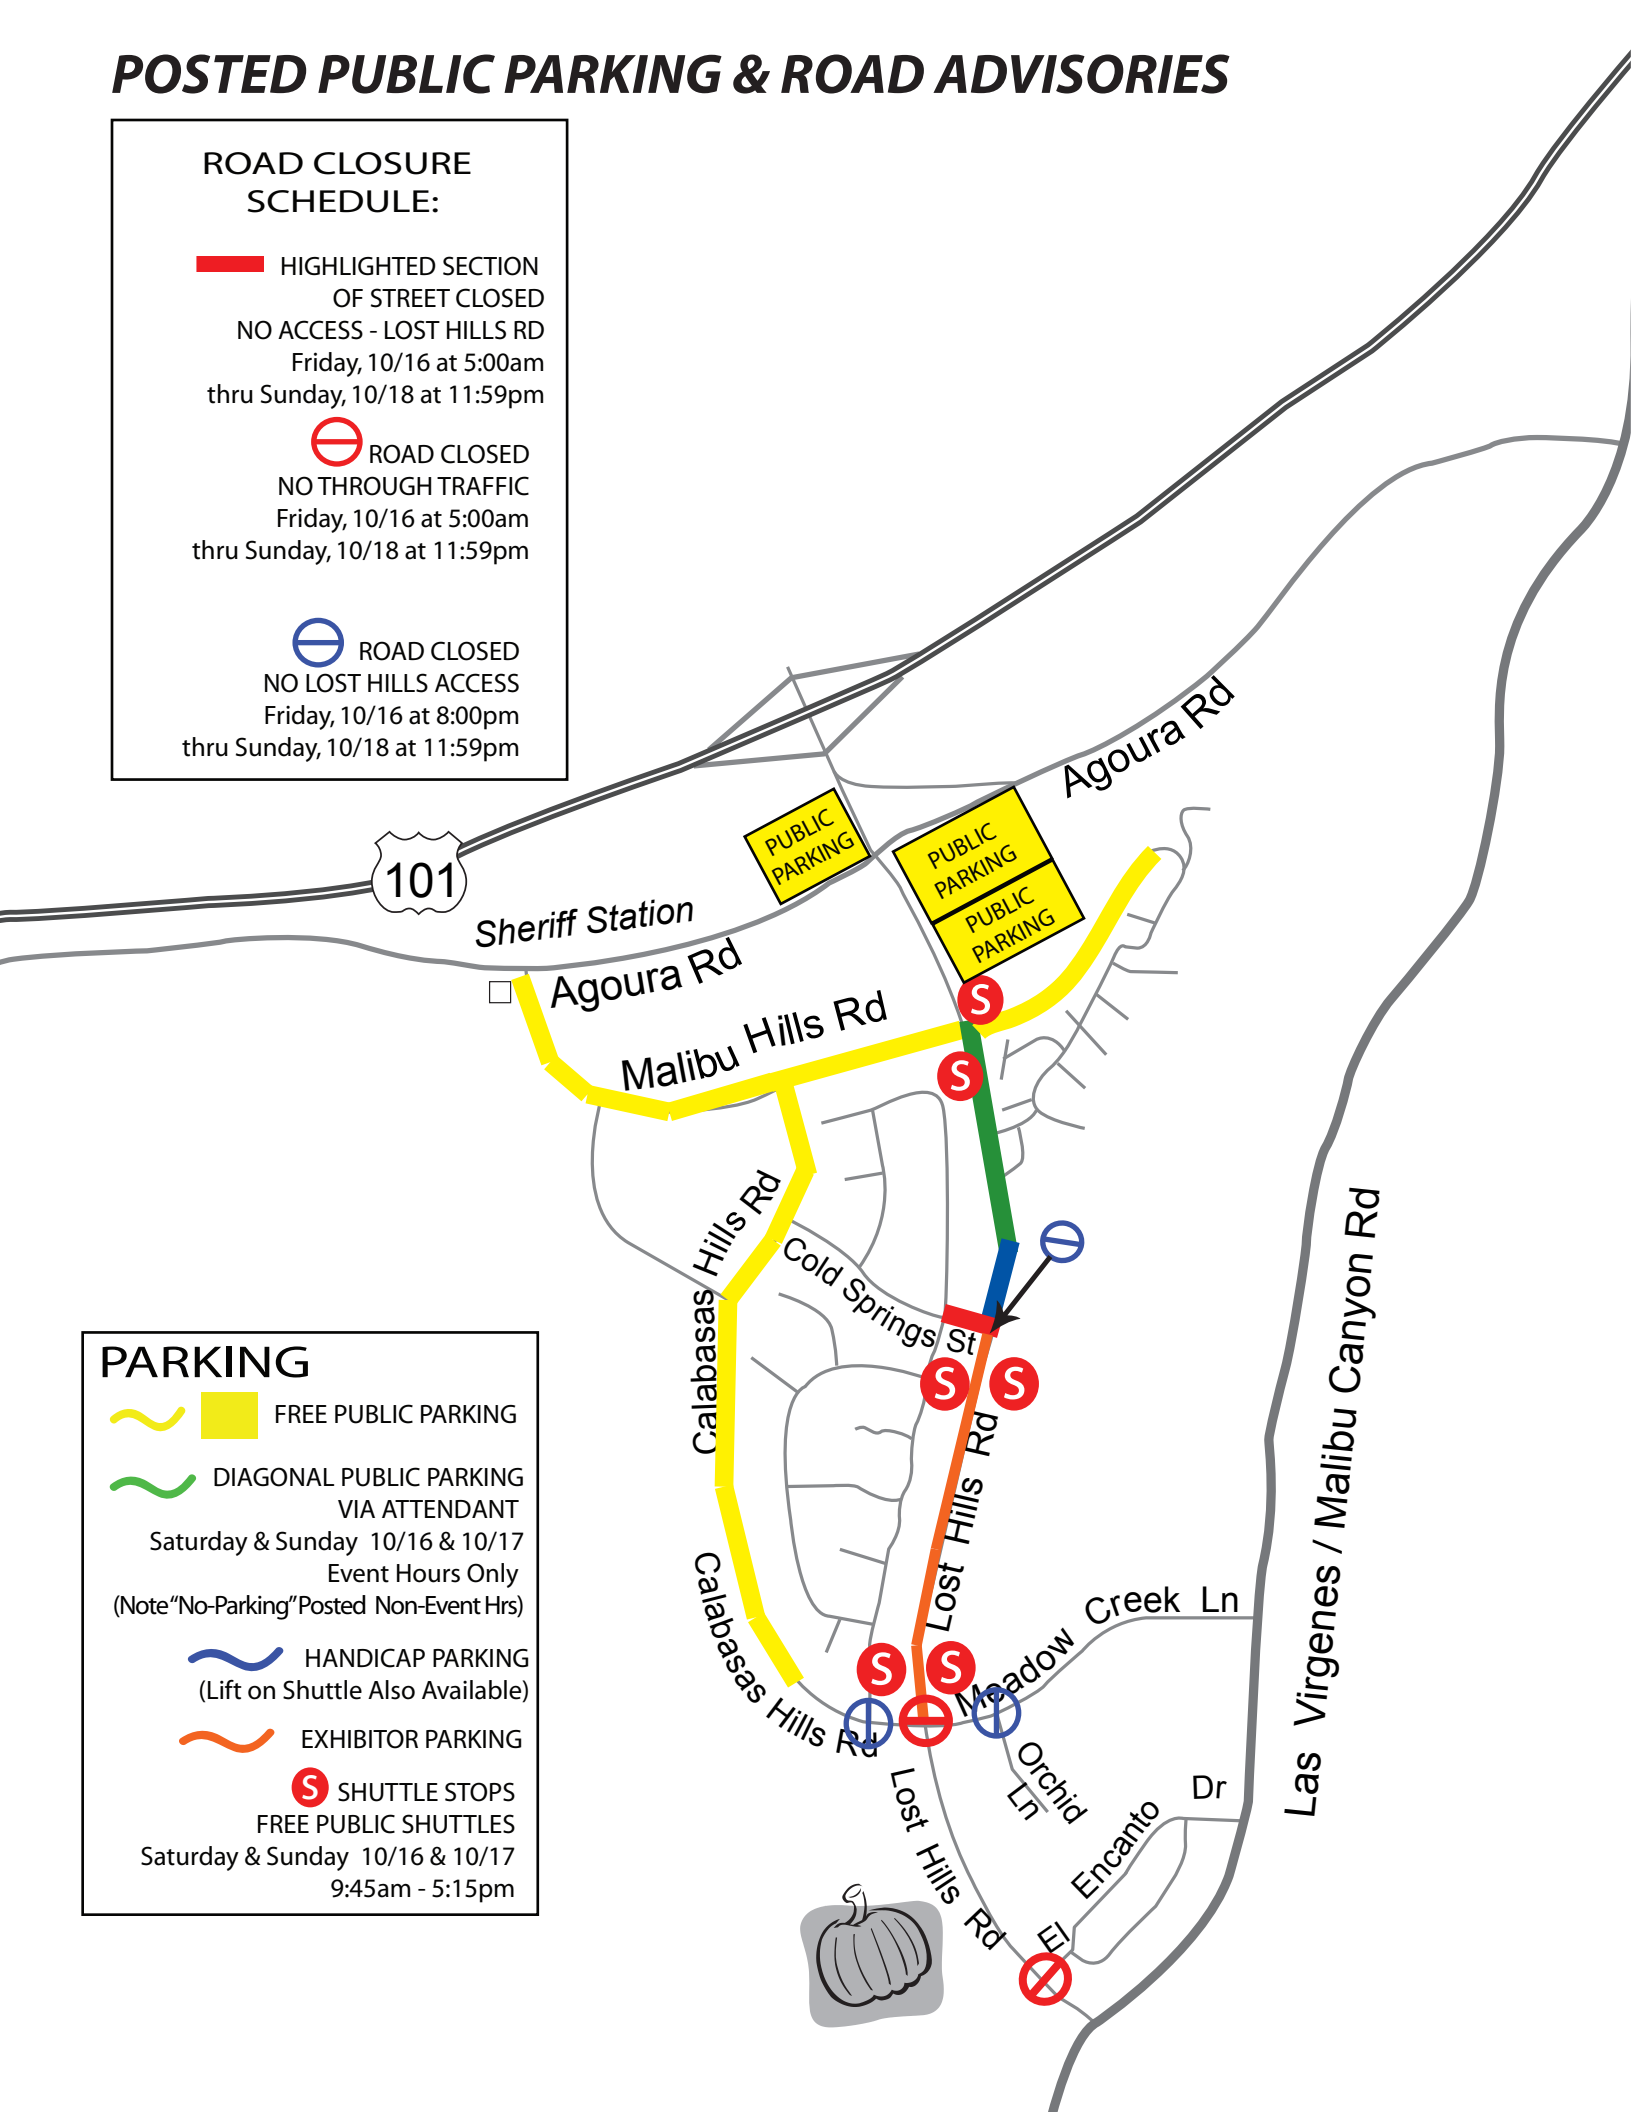 POSTED PUBLIC PARKING & ROAD ADVISORIES
ROAD CLOSURE
SCHEDULE:
HIGHLIGHTED SECTION
OF STREET CLOSED
NO ACCESS - LOST HILLS RD
Friday, 10/16 at 5:00am
thru Sunday, 10/18 at 11:59pm
ROAD CLOSED
NO THROUGH TRAFFIC
Friday, 10/16 at 5:00am
thru Sunday, 10/18 at 11:59pm
ROAD CLOSED
NO LOST HILLS ACCESS
Friday, 10/16 at 8:00pm
thru Sunday, 10/18 at 11:59pm
Agoura Rd
PUBLIC
PARKING
PUBLIC
PARKING
PUBLIC
PARKING
101
Sheriff Station
Agoura Rd
Malibu Hills Rd
S
S
Calabasas Hills Rd
Cold Springs St
S
S
Lost Hills Rd
Las Virgenes / Malibu Canyon Rd
Calabasas Hills Rd
S
S
Meadow Creek Ln
Orchid
Ln
Lost Hills Rd
El Encanto Dr
PARKING
FREE PUBLIC PARKING
DIAGONAL PUBLIC PARKING
VIA ATTENDANT
Saturday & Sunday 10/16 & 10/17
Event Hours Only
(Note "No-Parking" Posted Non-Event Hrs)
HANDICAP PARKING
(Lift on Shuttle Also Available)
EXHIBITOR PARKING
S SHUTTLE STOPS
FREE PUBLIC SHUTTLES
Saturday & Sunday 10/16 & 10/17
9:45am - 5:15pm